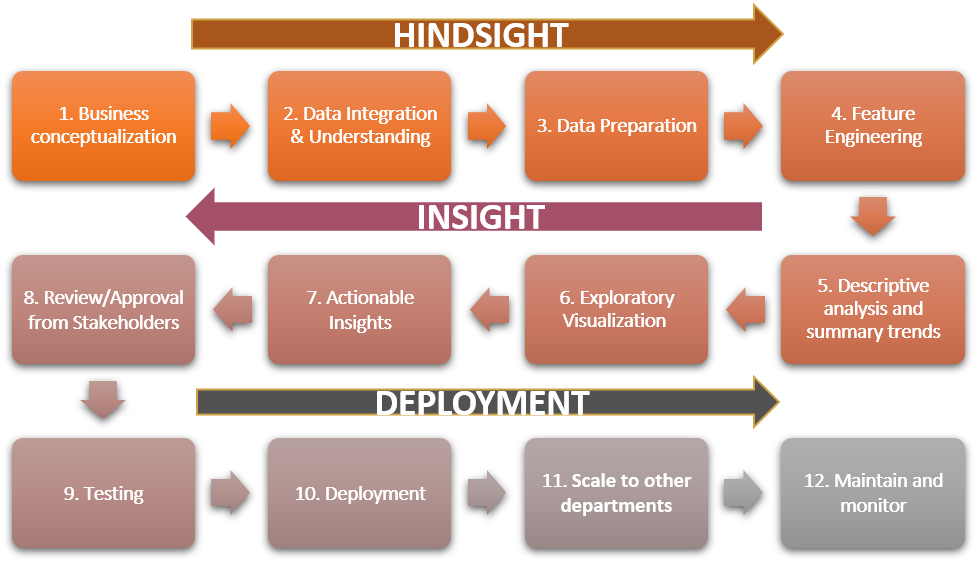 HINDSIGHT
1. Business
conceptualization
2. Data Integration
& Understanding
3. Data Preparation
4. Feature
Engineering
INSIGHT
8. Review/Approval
from Stakeholders
7. Actionable
Insights
6. Exploratory
Visualization
5. Descriptive
analysis and
summary trends
DEPLOYMENT
9. Testing
10. Deployment
11. Scale to other
departments
12. Maintain and
monitor